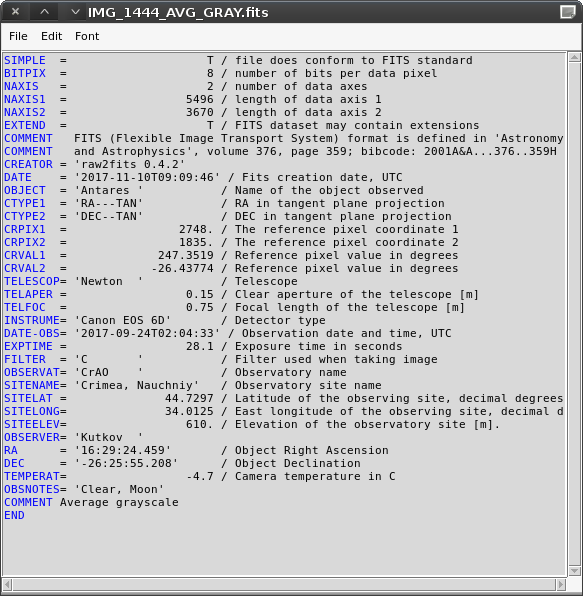 IMG_1444_AVG_GRAY.fits
File Edit Font
SIMPLE  =                    T / file does conform to FITS standard
BITPIX  =                    8 / number of bits per data pixel
NAXIS   =                    2 / number of data axes
NAXIS1  =                 5496 / length of data axis 1
NAXIS2  =                 3670 / length of data axis 2
EXTEND  =                    T / FITS dataset may contain extensions
COMMENT   FITS (Flexible Image Transport System) format is defined in 'Astronomy
COMMENT   and Astrophysics', volume 376, page 359; bibcode: 2001A&A...376..359H
CREATOR = 'raw2fits 0.4.2'
DATE    = '2017-11-10T09:09:46' / Fits creation date, UTC
OBJECT  = 'Antares '           / Name of the object observed
CTYPE1  = 'RA---TAN'           / RA in tangent plane projection
CTYPE2  = 'DEC--TAN'           / DEC in tangent plane projection
CRPIX1  =                2748. / The reference pixel coordinate 1
CRPIX2  =                1835. / The reference pixel coordinate 2
CRVAL1  =             247.3519 / Reference pixel value in degrees
CRVAL2  =            -26.43774 / Reference pixel value in degrees
TELESCOP= 'Newton  '           / Telescope
TELAPER =                 0.15 / Clear aperture of the telescope [m]
TELFOC  =                 0.75 / Focal length of the telescope [m]
INSTRUME= 'Canon EOS 6D'       / Detector type
DATE-OBS= '2017-09-24T02:04:33' / Observation date and time, UTC
EXPTIME =                 28.1 / Exposure time in seconds
FILTER  = 'C       '           / Filter used when taking image
OBSERVAT= 'CrAO    '           / Observatory name
SITENAME= 'Crimea, Nauchniy'   / Observatory site name
SITELAT =              44.7297 / Latitude of the observing site, decimal degrees
SITELONG=              34.0125 / East longitude of the observing site, decimal d
SITEELEV=                 610. / Elevation of the observatory site [m].
OBSERVER= 'Kutkov  '
RA      = '16:29:24.459'       / Object Right Ascension
DEC     = '-26:25:55.208'      / Object Declination
TEMPERAT=                 -4.7 / Camera temperature in C
OBSNOTES= 'Clear, Moon'
COMMENT Average grayscale
END